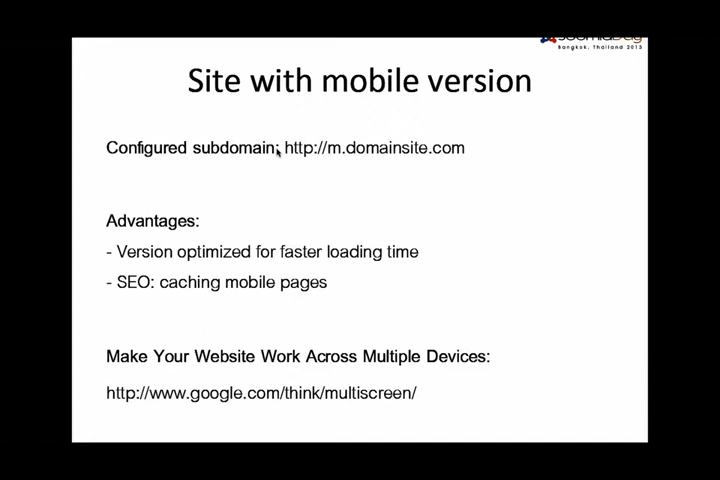 Bangkok, Thailand 2013
Site with mobile version
Configured subdomain: http://m.domainsite.com
Advantages:
- Version optimized for faster loading time
- SEO: caching mobile pages
Make Your Website Work Across Multiple Devices:
http://www.google.com/think/multiscreen/